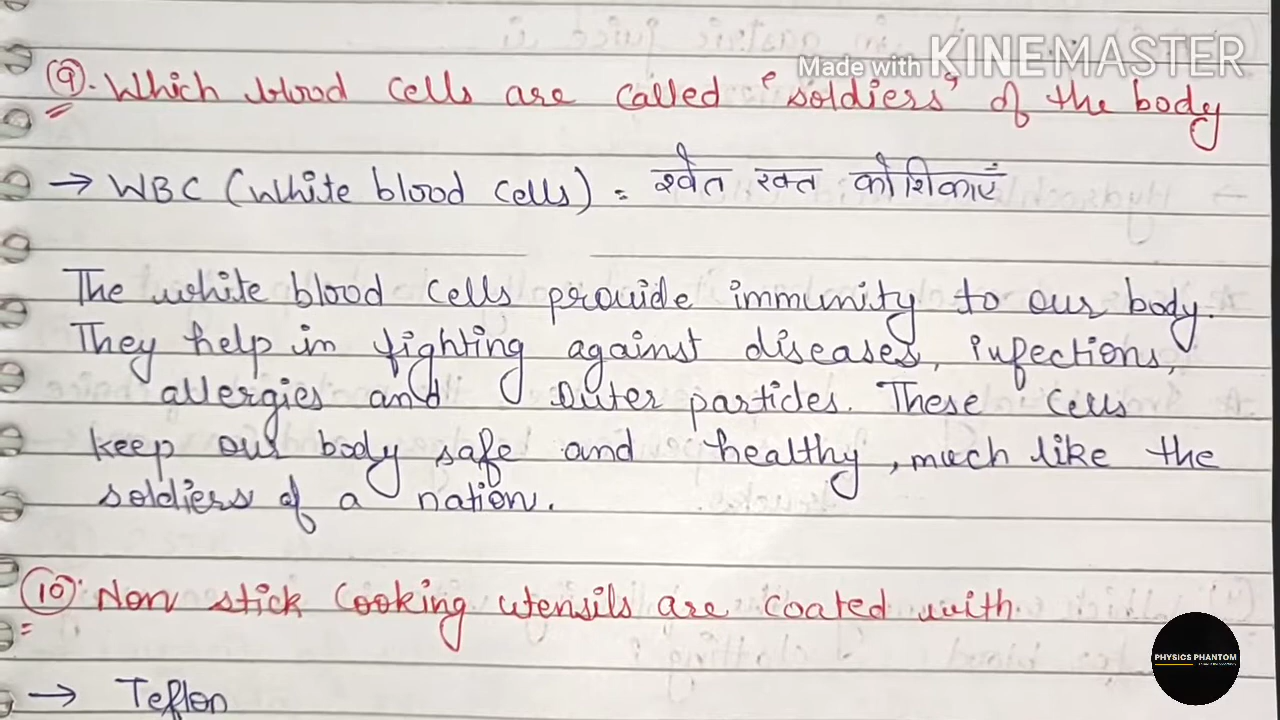 Made with KINEMASTER
(9). Which blood cells are called "soldiers" of the body
→ WBC (White blood cells) = श्वेत रक्त कोशिकाएं
The white blood cells provide immunity to our body.
They help in fighting against diseases, infections,
allergies and outer particles. These cells
keep our body safe and healthy, much like the
soldiers of a nation.
(10). Non stick cooking utensils are coated with.
→ Teflon
PHYSICS PHANTOM